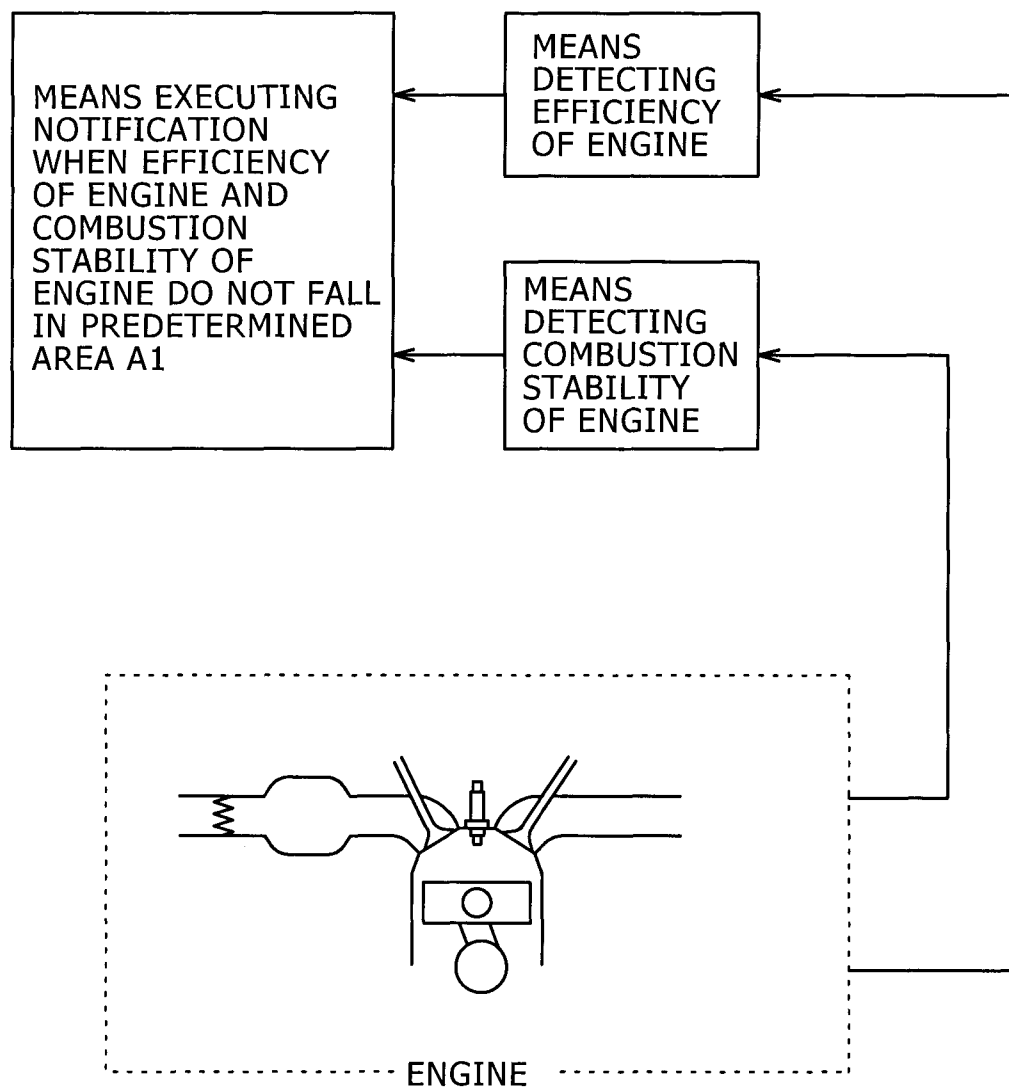 MEANS EXECUTING
NOTIFICATION
WHEN EFFICIENCY
OF ENGINE AND
COMBUSTION
STABILITY OF
ENGINE DO NOT FALL
IN PREDETERMINED
AREA A1
MEANS
DETECTING
EFFICIENCY
OF ENGINE
MEANS
DETECTING
COMBUSTION
STABILITY
OF ENGINE
ENGINE